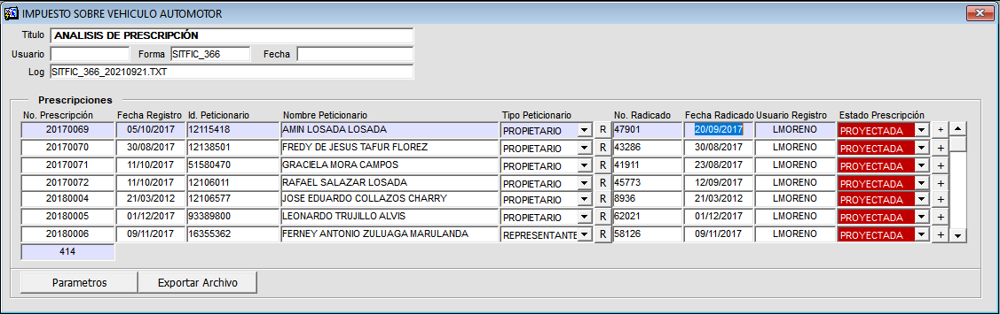 IMPUESTO SOBRE VEHICULO AUTOMOTOR
Titulo ANALISIS DE PRESCRIPCIÓN
Usuario Forma SITFIC_366 Fecha
Log SITFIC_366_20210921.TXT
Prescripciones
No. Prescripción Fecha Registro Id. Peticionario Nombre Peticionario Tipo Peticionario No. Radicado Fecha Radicado Usuario Registro Estado Prescripción
20170069 05/10/2017 12115418 AMIN LOSADA LOSADA PROPIETARIO R 47901 20/09/2017 LMORENO PROYECTADA +
20170070 30/08/2017 12138501 FREDY DE JESUS TAFUR FLOREZ PROPIETARIO R 43286 30/08/2017 LMORENO PROYECTADA +
20170071 11/10/2017 51580470 GRACIELA MORA CAMPOS PROPIETARIO R 41911 23/08/2017 LMORENO PROYECTADA +
20170072 11/10/2017 12106011 RAFAEL SALAZAR LOSADA PROPIETARIO R 45773 12/09/2017 LMORENO PROYECTADA +
20180004 21/03/2012 12106577 JOSE EDUARDO COLLAZOS CHARRY PROPIETARIO R 8936 21/03/2012 LMORENO PROYECTADA +
20180005 01/12/2017 93389800 LEONARDO TRUJILLO ALVIS PROPIETARIO R 62021 01/12/2017 LMORENO PROYECTADA +
20180006 09/11/2017 16355362 FERNEY ANTONIO ZULUAGA MARULANDA REPRESENTANTE R 58126 09/11/2017 LMORENO PROYECTADA +
414
Parametros Exportar Archivo